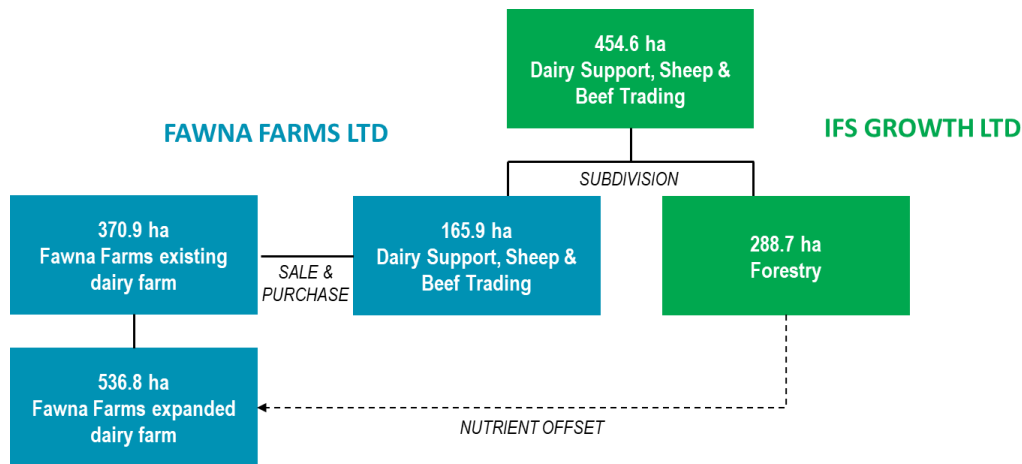 454.6 ha
Dairy Support, Sheep &
Beef Trading
FAWNA FARMS LTD
IFS GROWTH LTD
SUBDIVISION
370.9 ha
Fawna Farms existing
dairy farm
SALE &
PURCHASE
165.9 ha
Dairy Support, Sheep &
Beef Trading
288.7 ha
Forestry
536.8 ha
Fawna Farms expanded
dairy farm
NUTRIENT OFFSET